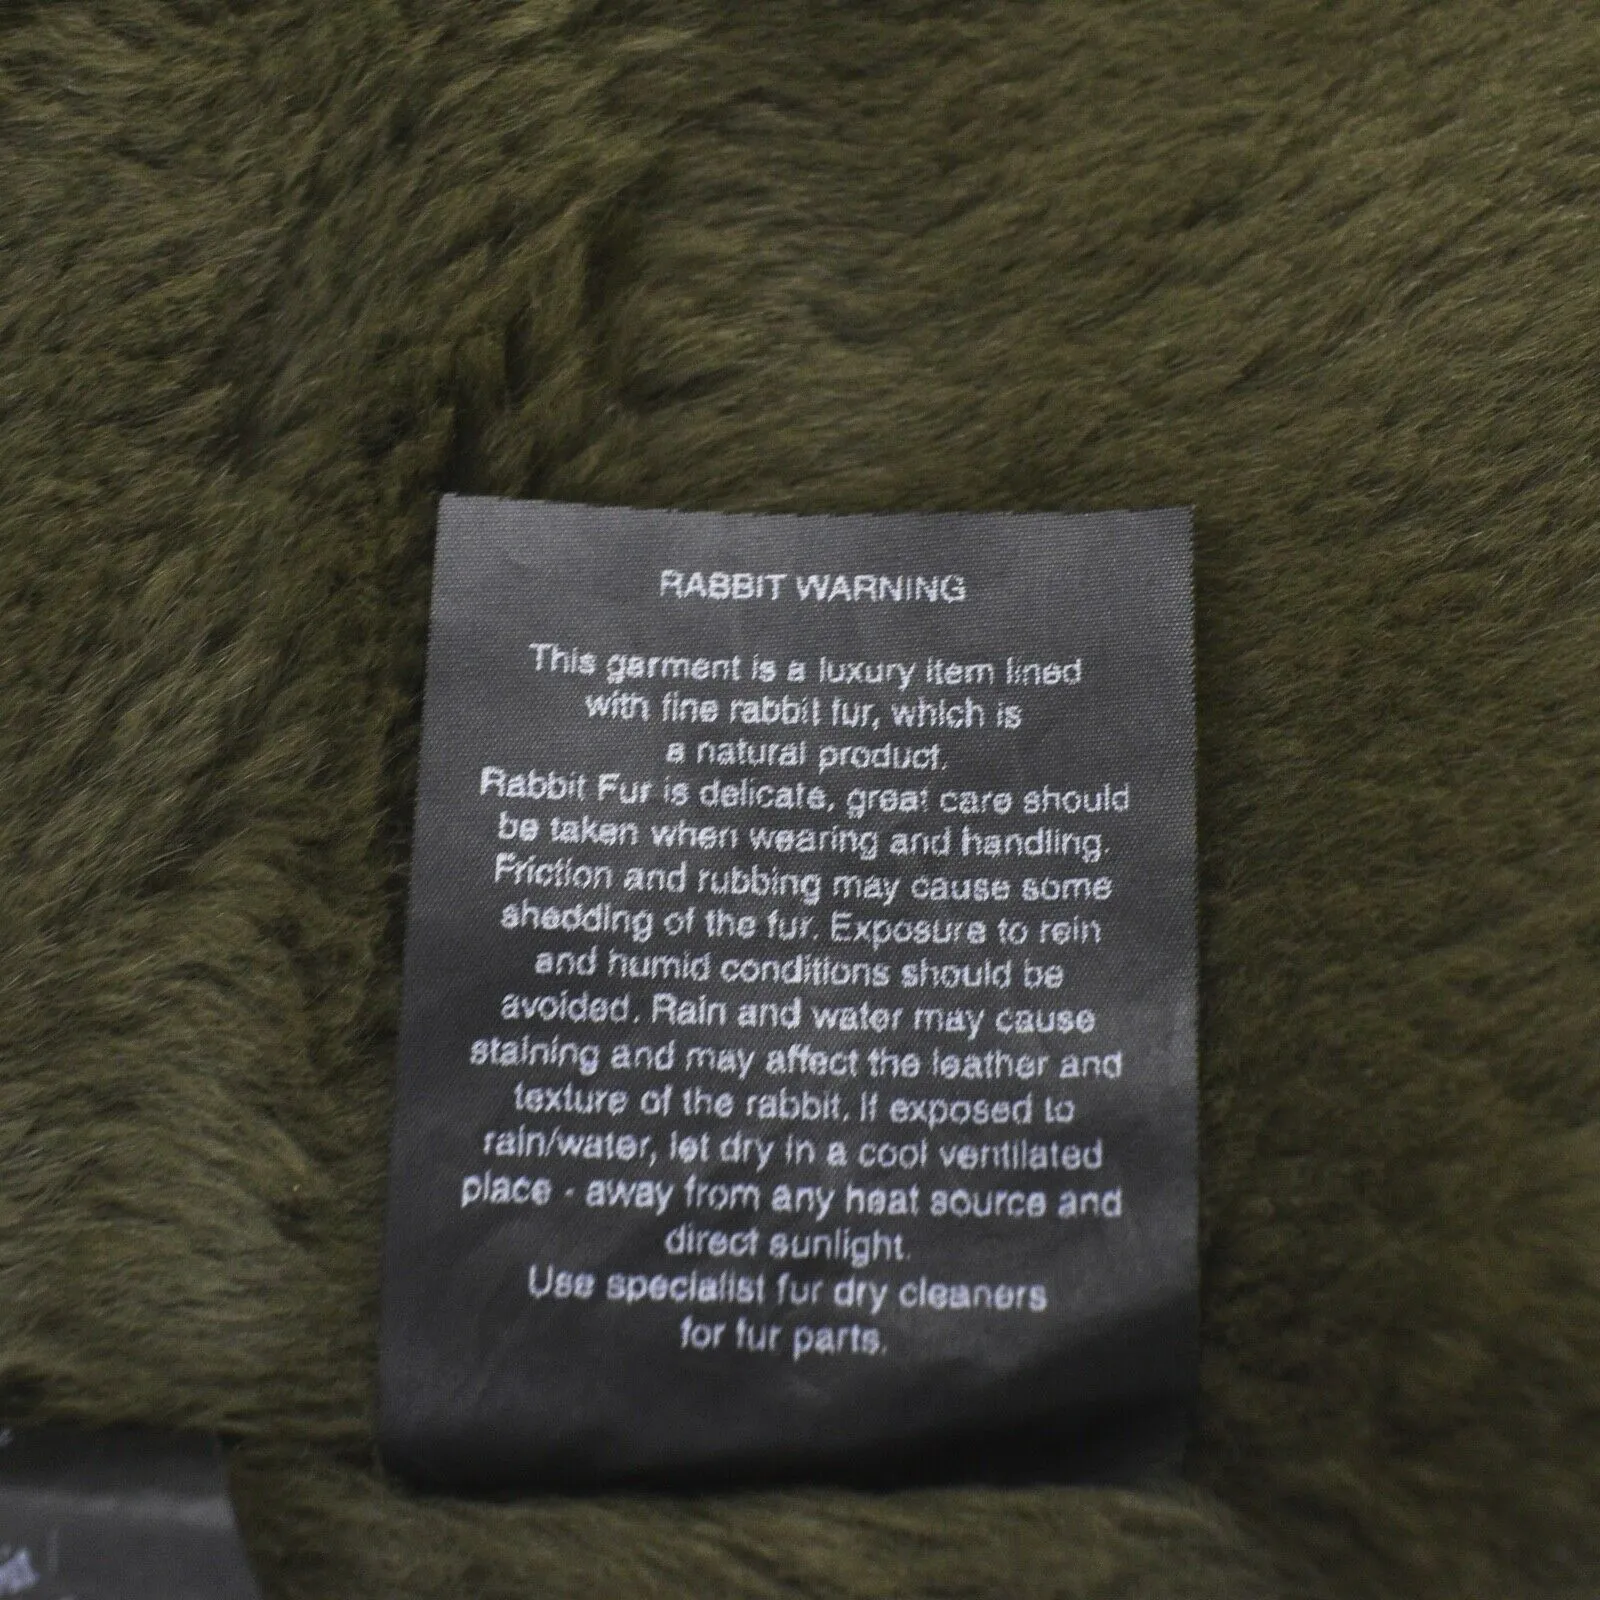 RABBIT WARNING
This garment is a luxury item lined
with fine rabbit fur, which is
a natural product.
Rabbit Fur is delicate, great care should
be taken when wearing and handling.
Friction and rubbing may cause some
shedding of the fur. Exposure to rain
and humid conditions should be
avoided. Rain and water may cause
staining and may affect the leather and
texture of the rabbit. If exposed to
rain/water, let dry in a cool ventilated
place - away from any heat source and
direct sunlight.
Use specialist fur dry cleaners
for fur parts.